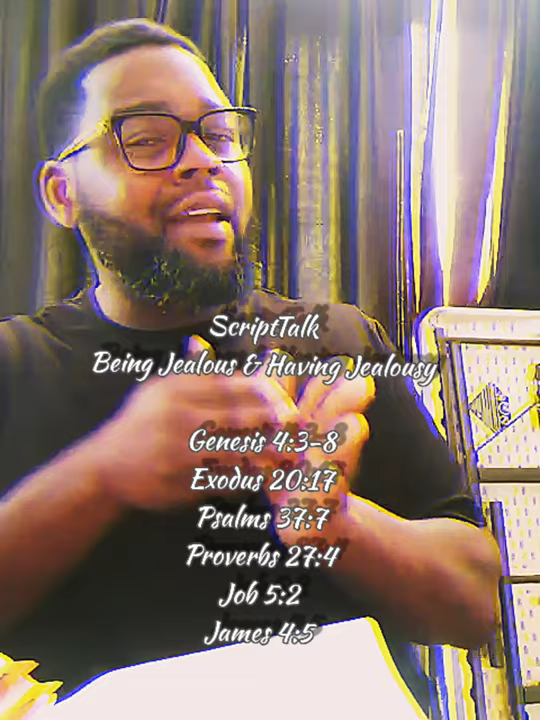 ScriptTalk
Being Jealous & Having Jealousy
Genesis 4:3-8
Exodus 20:17
Psalms 37:7
Proverbs 27:4
Job 5:2
James 4:5